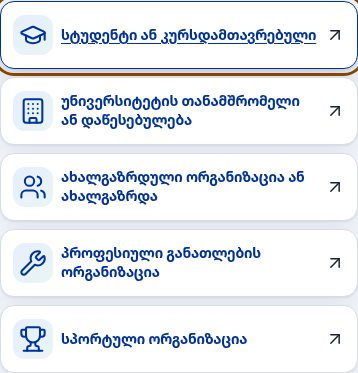 სტუდენტი ან კურსდამთავრებული
უნივერსიტეტის თანამშრომელი
ან დაწესებულება
ახალგაზრდული ორგანიზაცია ან
ახალგაზრდა
პროფესიული განათლების
ორგანიზაცია
სპორტული ორგანიზაცია